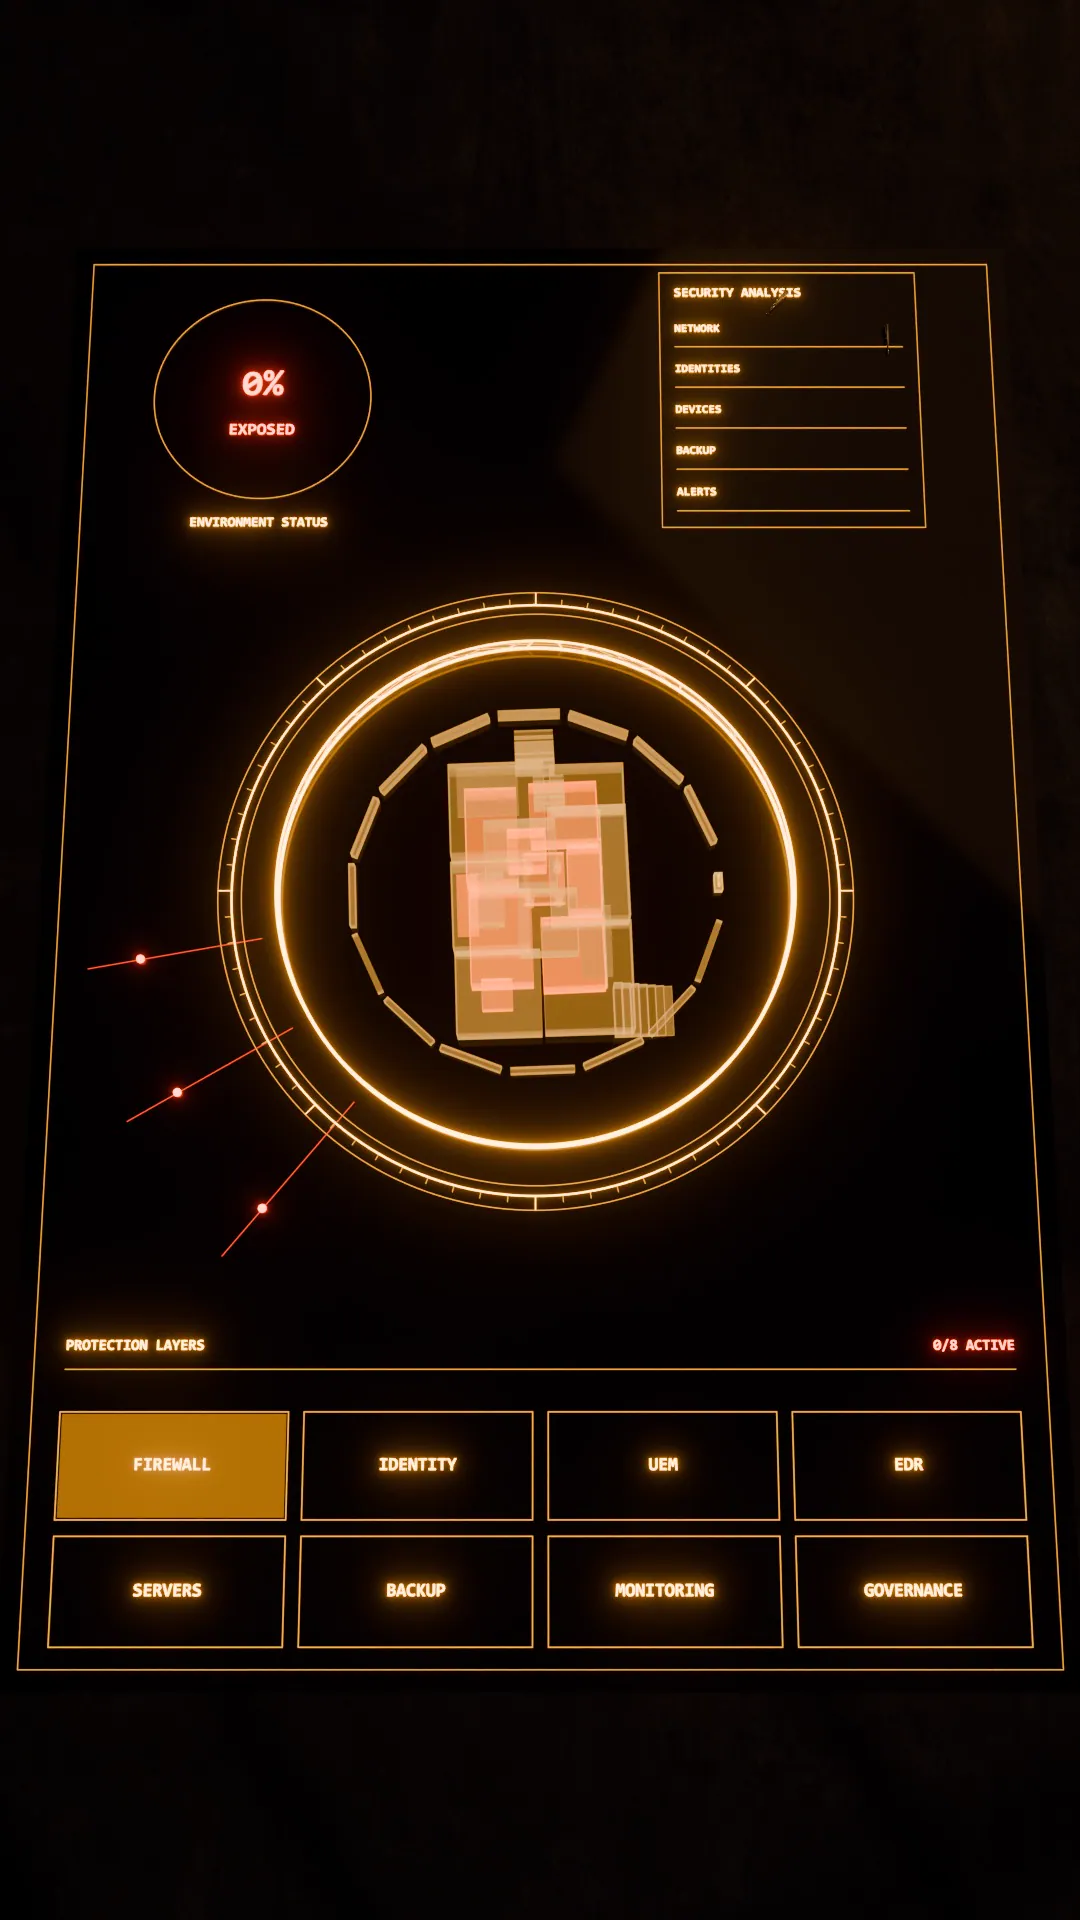 0%
EXPOSED
ENVIRONMENT STATUS
SECURITY ANALYSIS
NETWORK
IDENTITIES
DEVICES
BACKUP
ALERTS
PROTECTION LAYERS
0/8 ACTIVE
FIREWALL
IDENTITY
UEM
EDR
SERVERS
BACKUP
MONITORING
GOVERNANCE